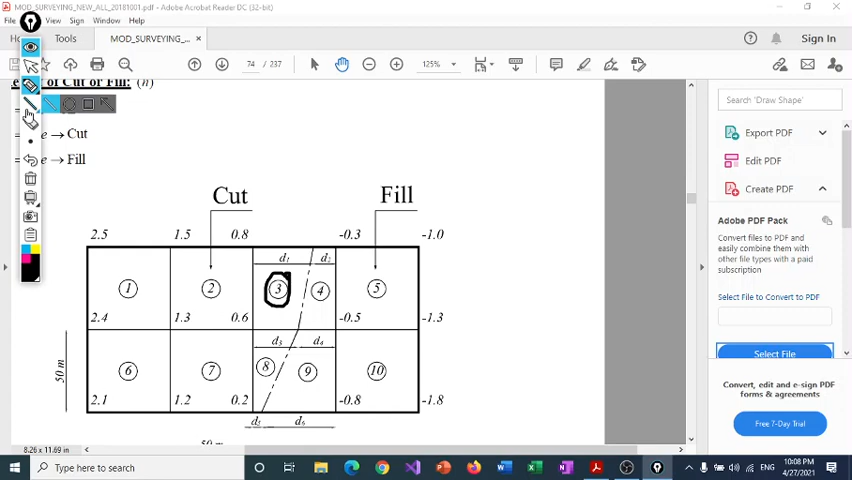 MOD_SURVEYING_NEW_ALL_20181001.pdf - Adobe Acrobat Reader DC (32-bit)
File View Sign Window Help
Tools MOD_SURVEYING_... × Sign In
74 / 237 125%
of Cut or Fill: (n)
e → Cut
= e → Fill
Cut Fill
2.5 1.5 0.8 -0.3 -1.0
d1 d2
1 2 3 4 5
2.4 1.3 0.6 -0.5 -1.3
d3 d4
50 m 6 7 8 9 10
2.1 1.2 0.2 -0.8 -1.8
d5 d6
8.26 x 11.69 in
Search 'Draw Shape'
Export PDF
Edit PDF
Create PDF
Adobe PDF Pack
Convert files to PDF and
easily combine them with
other file types with a paid
subscription
Select File to Convert to PDF
Select File
Convert, edit and e-sign PDF
forms & agreements
Free 7-Day Trial
Type here to search
ENG
10:08 PM
4/27/2021